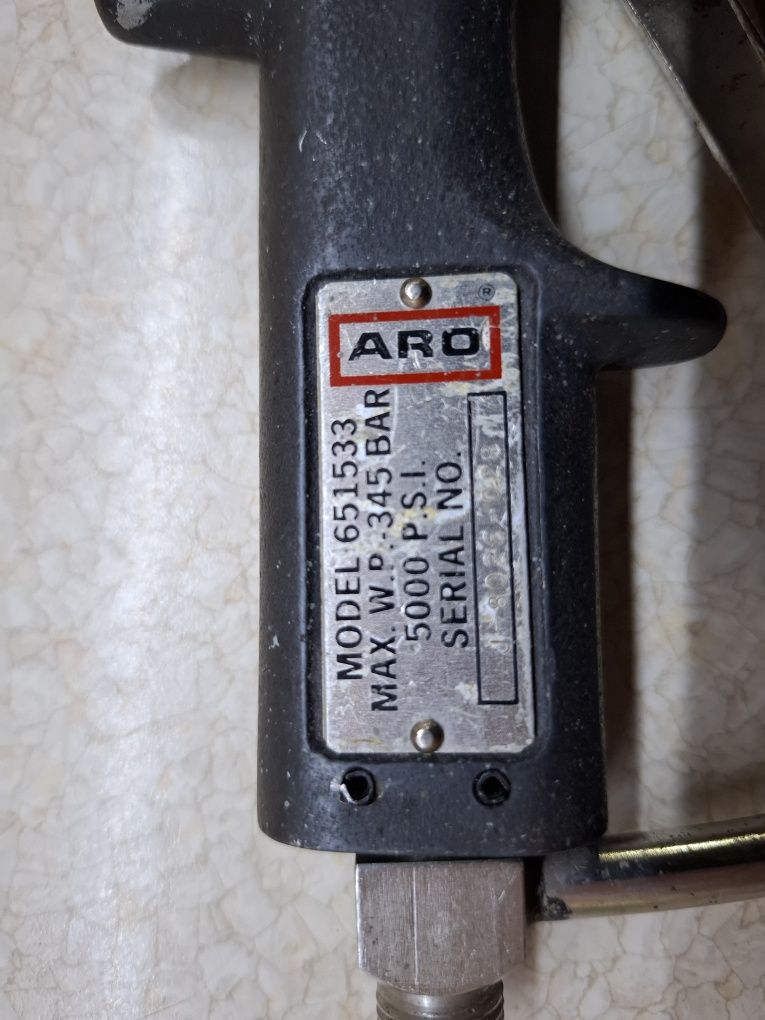 ARO
®
MODEL 651533
MAX. W.P.-345 BAR
5000 P.S.I.
SERIAL NO.